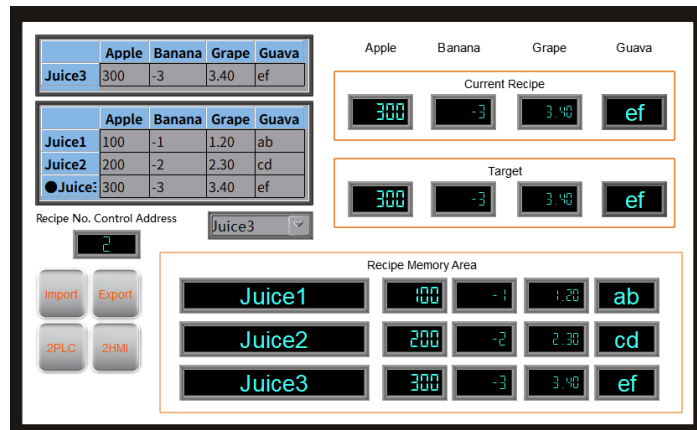 Apple Banana Grape Guava
Juice3 300 -3 3.40 ef
Apple Banana Grape Guava
Juice1 100 -1 1.20 ab
Juice2 200 -2 2.30 cd
Juice3 300 -3 3.40 ef
Recipe No. Control Address
2
Juice3
Import Export
2PLC 2HMI
Apple Banana Grape Guava
Current Recipe
300 -3 3.40 ef
Target
300 -3 3.40 ef
Recipe Memory Area
Juice1 100 -1 1.20 ab
Juice2 200 -2 2.30 cd
Juice3 300 -3 3.40 ef